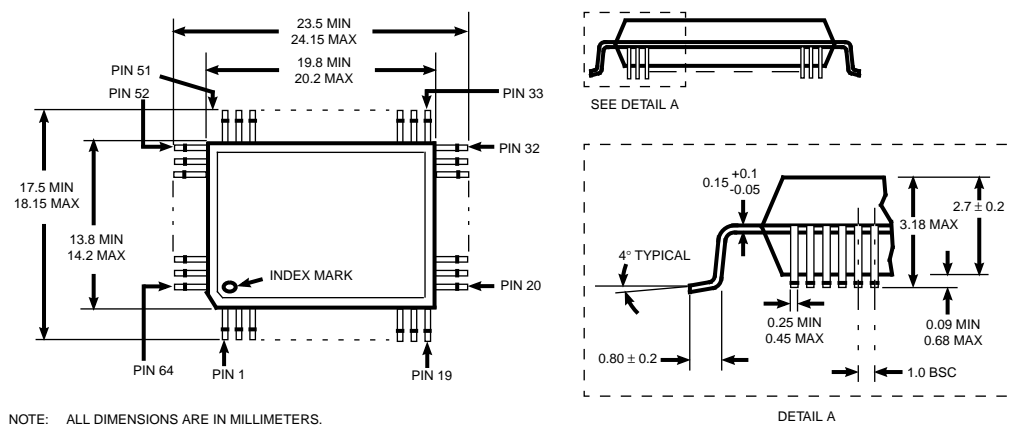 23.5 MIN
24.15 MAX
19.8 MIN
20.2 MAX
PIN 51
PIN 52
PIN 33
PIN 32
17.5 MIN
18.15 MAX
13.8 MIN
14.2 MAX
INDEX MARK
PIN 20
PIN 64
PIN 1
PIN 19
NOTE: ALL DIMENSIONS ARE IN MILLIMETERS.
SEE DETAIL A
0.15 +0.1
-0.05
2.7 ± 0.2
3.18 MAX
4° TYPICAL
0.25 MIN
0.45 MAX
0.09 MIN
0.68 MAX
0.80 ± 0.2
1.0 BSC
DETAIL A